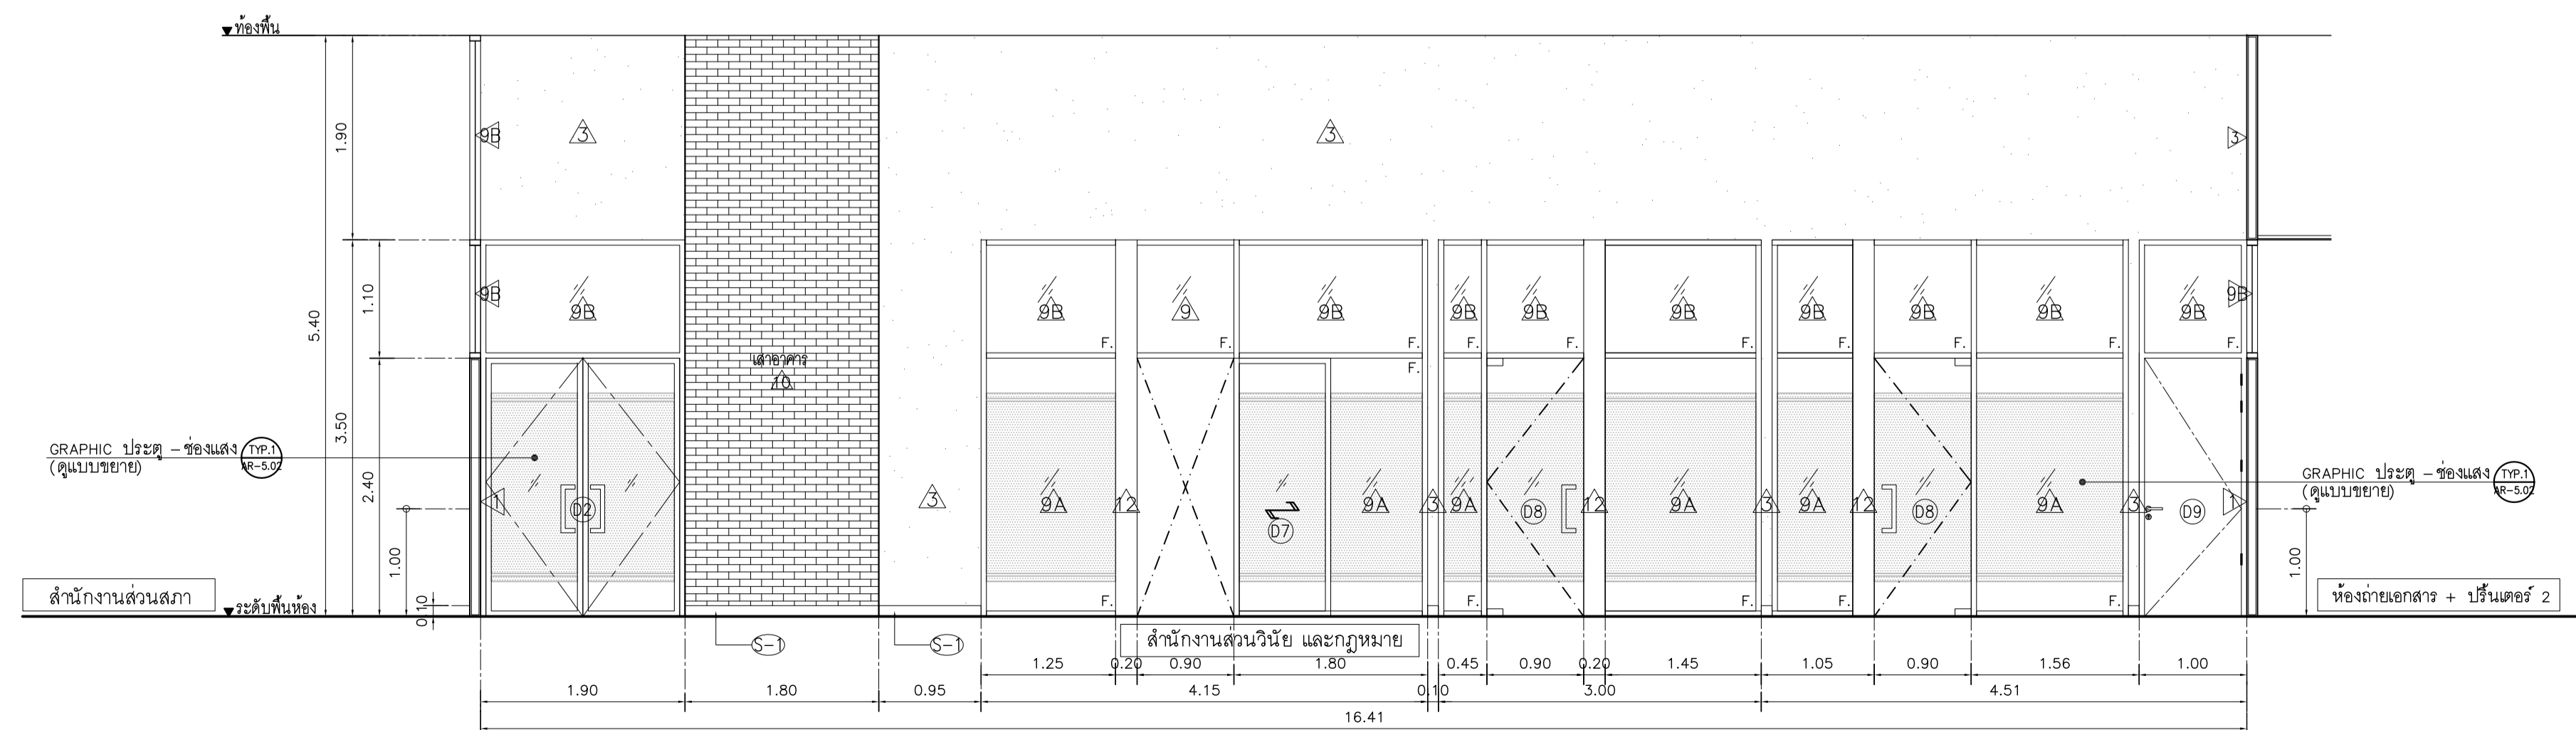 ท้องพื้น
1.90
9B
3
3
3
5.40
1.10
9B
9B
9B
9
9B
9B
9B
9B
9B
9B
9B
9B
9B
F.
F.
F.
F.
F.
F.
F.
F.
F.
F.
F.
เสาอาคาร
10
3.50
2.40
GRAPHIC ประตู -ช่องแสง
(ดูแบบขยาย)
TYP.1
AR-5.02
1
D2
3
9A
12
D7
9A
3
9A
D8
12
9A
3
9A
12
D8
9A
3
D9
1
GRAPHIC ประตู -ช่องแสง
(ดูแบบขยาย)
TYP.1
AR-5.02
1.00
1.00
สำนักงานส่วนสภา
ระดับพื้นห้อง
0.10
F.
F.
F.
F.
F.
F.
ห้องถ่ายเอกสาร + ปริ้นเตอร์ 2
S-1
S-1
สำนักงานส่วนวินัย และกฎหมาย
1.25
0.20
0.90
1.80
0.45
0.90
0.20
1.45
1.05
0.90
1.56
1.00
1.90
1.80
0.95
4.15
0.10
3.00
4.51
16.41